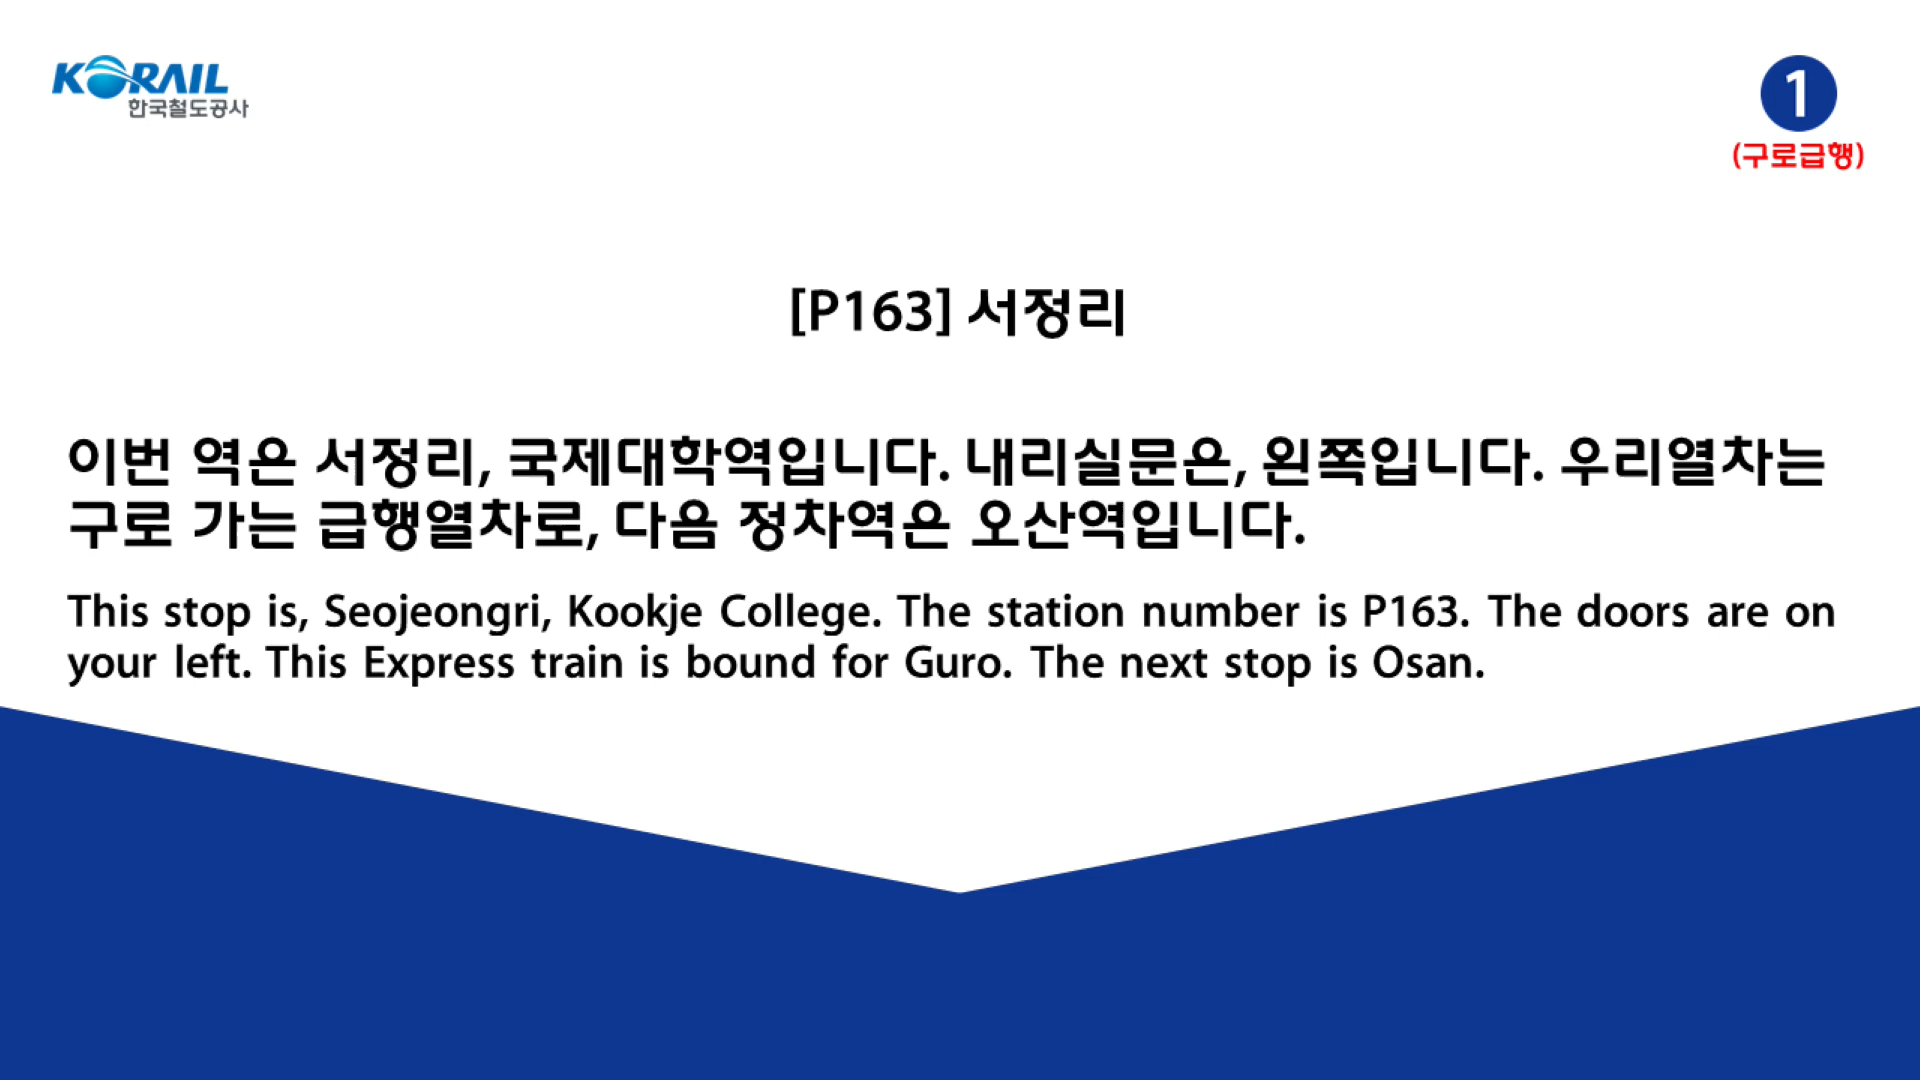 KORAIL
한국철도공사
1
(구로급행)
[P163] 서정리
이번 역은 서정리, 국제대학역입니다. 내리실문은, 왼쪽입니다. 우리열차는
구로 가는 급행열차로, 다음 정차역은 오산역입니다.
This stop is, Seojeongri, Kookje College. The station number is P163. The doors are on
your left. This Express train is bound for Guro. The next stop is Osan.